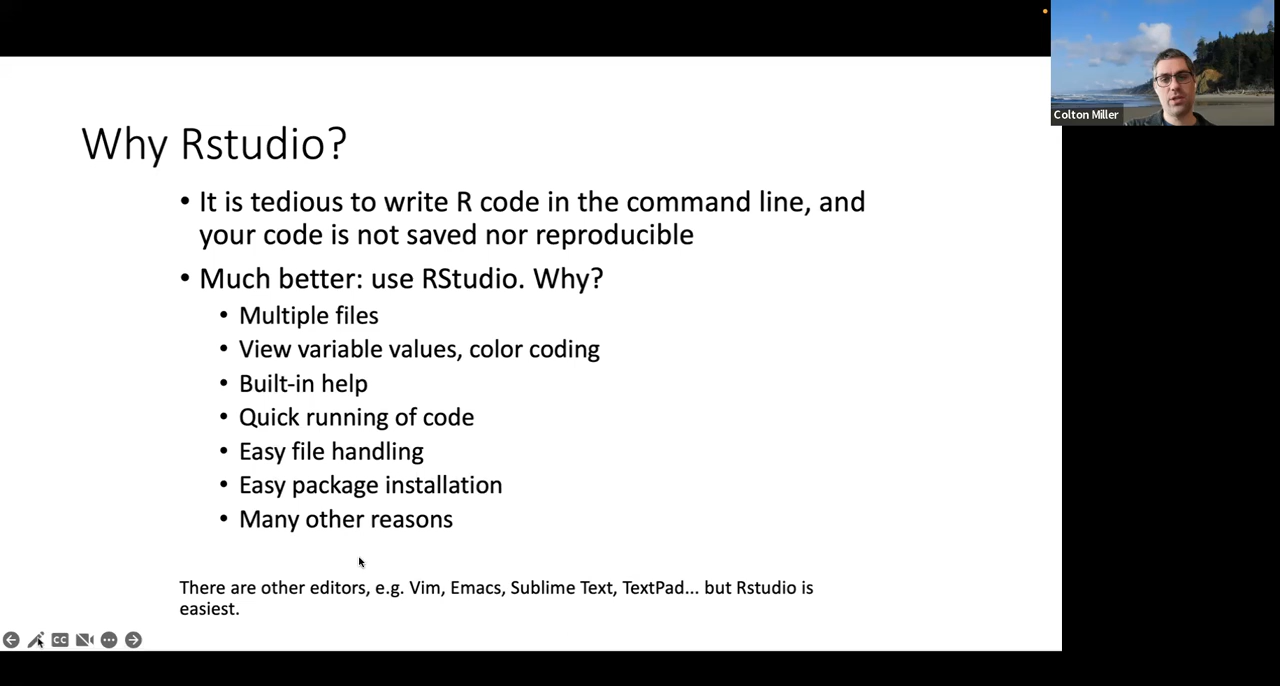 Colton Miller
Why Rstudio?
• It is tedious to write R code in the command line, and
your code is not saved nor reproducible
• Much better: use RStudio. Why?
• Multiple files
• View variable values, color coding
• Built-in help
• Quick running of code
• Easy file handling
• Easy package installation
• Many other reasons
There are other editors, e.g. Vim, Emacs, Sublime Text, TextPad... but Rstudio is
easiest.
CC